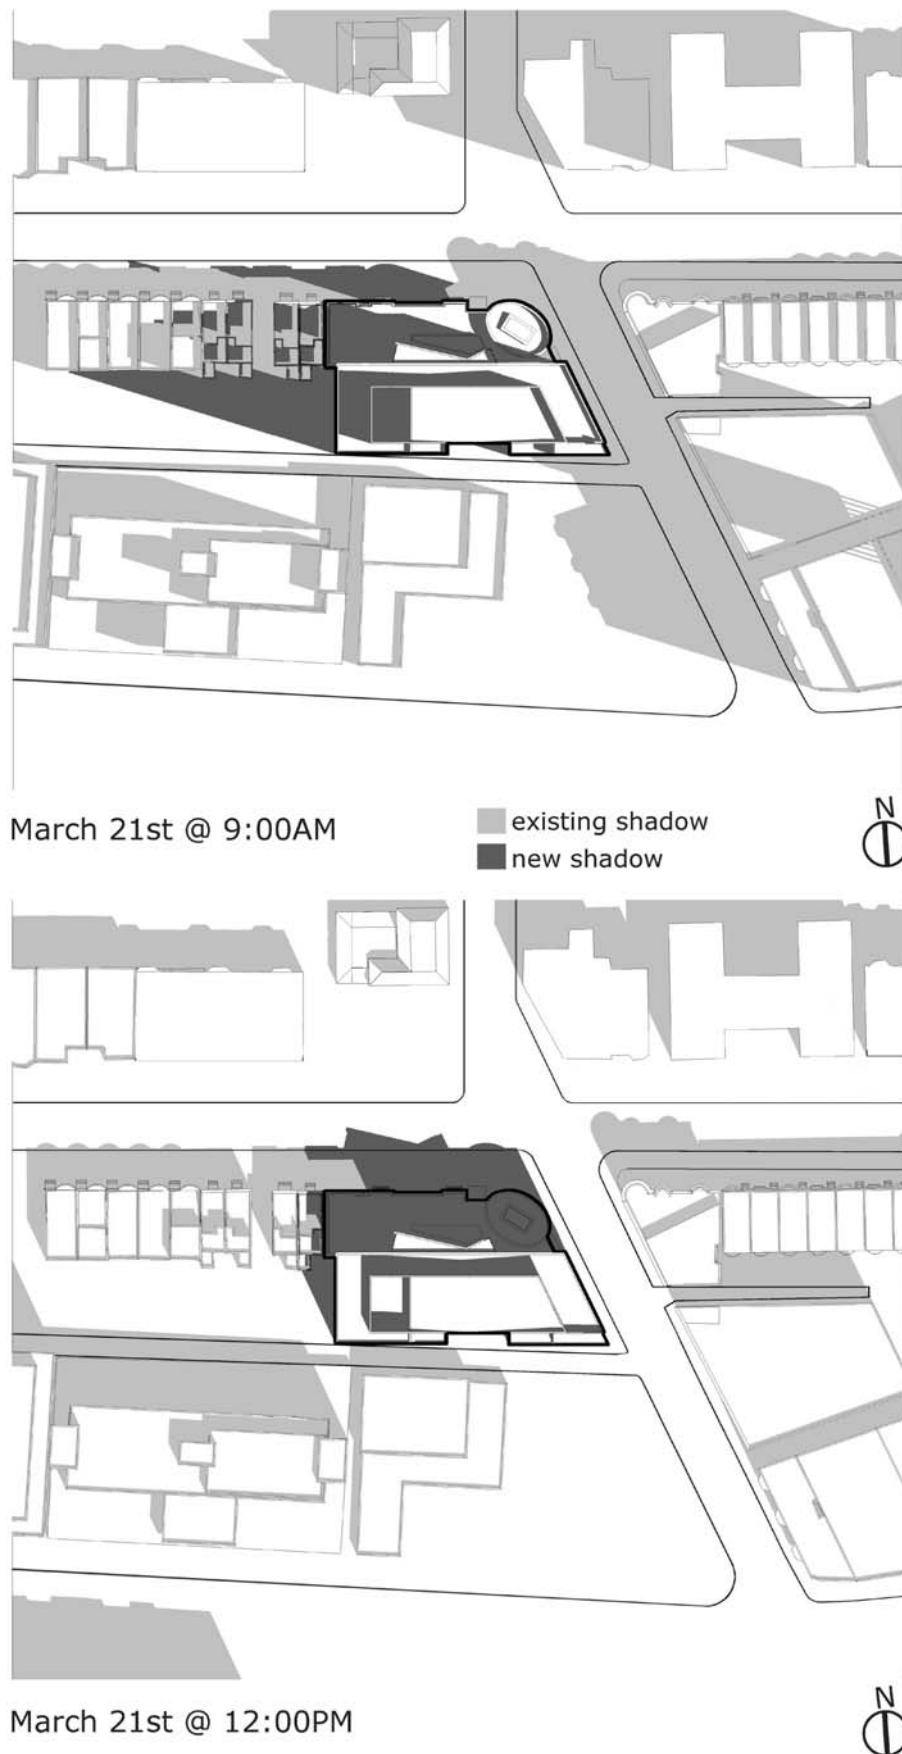 March 21st @ 9:00AM
existing shadow
new shadow
N
March 21st @ 12:00PM
N